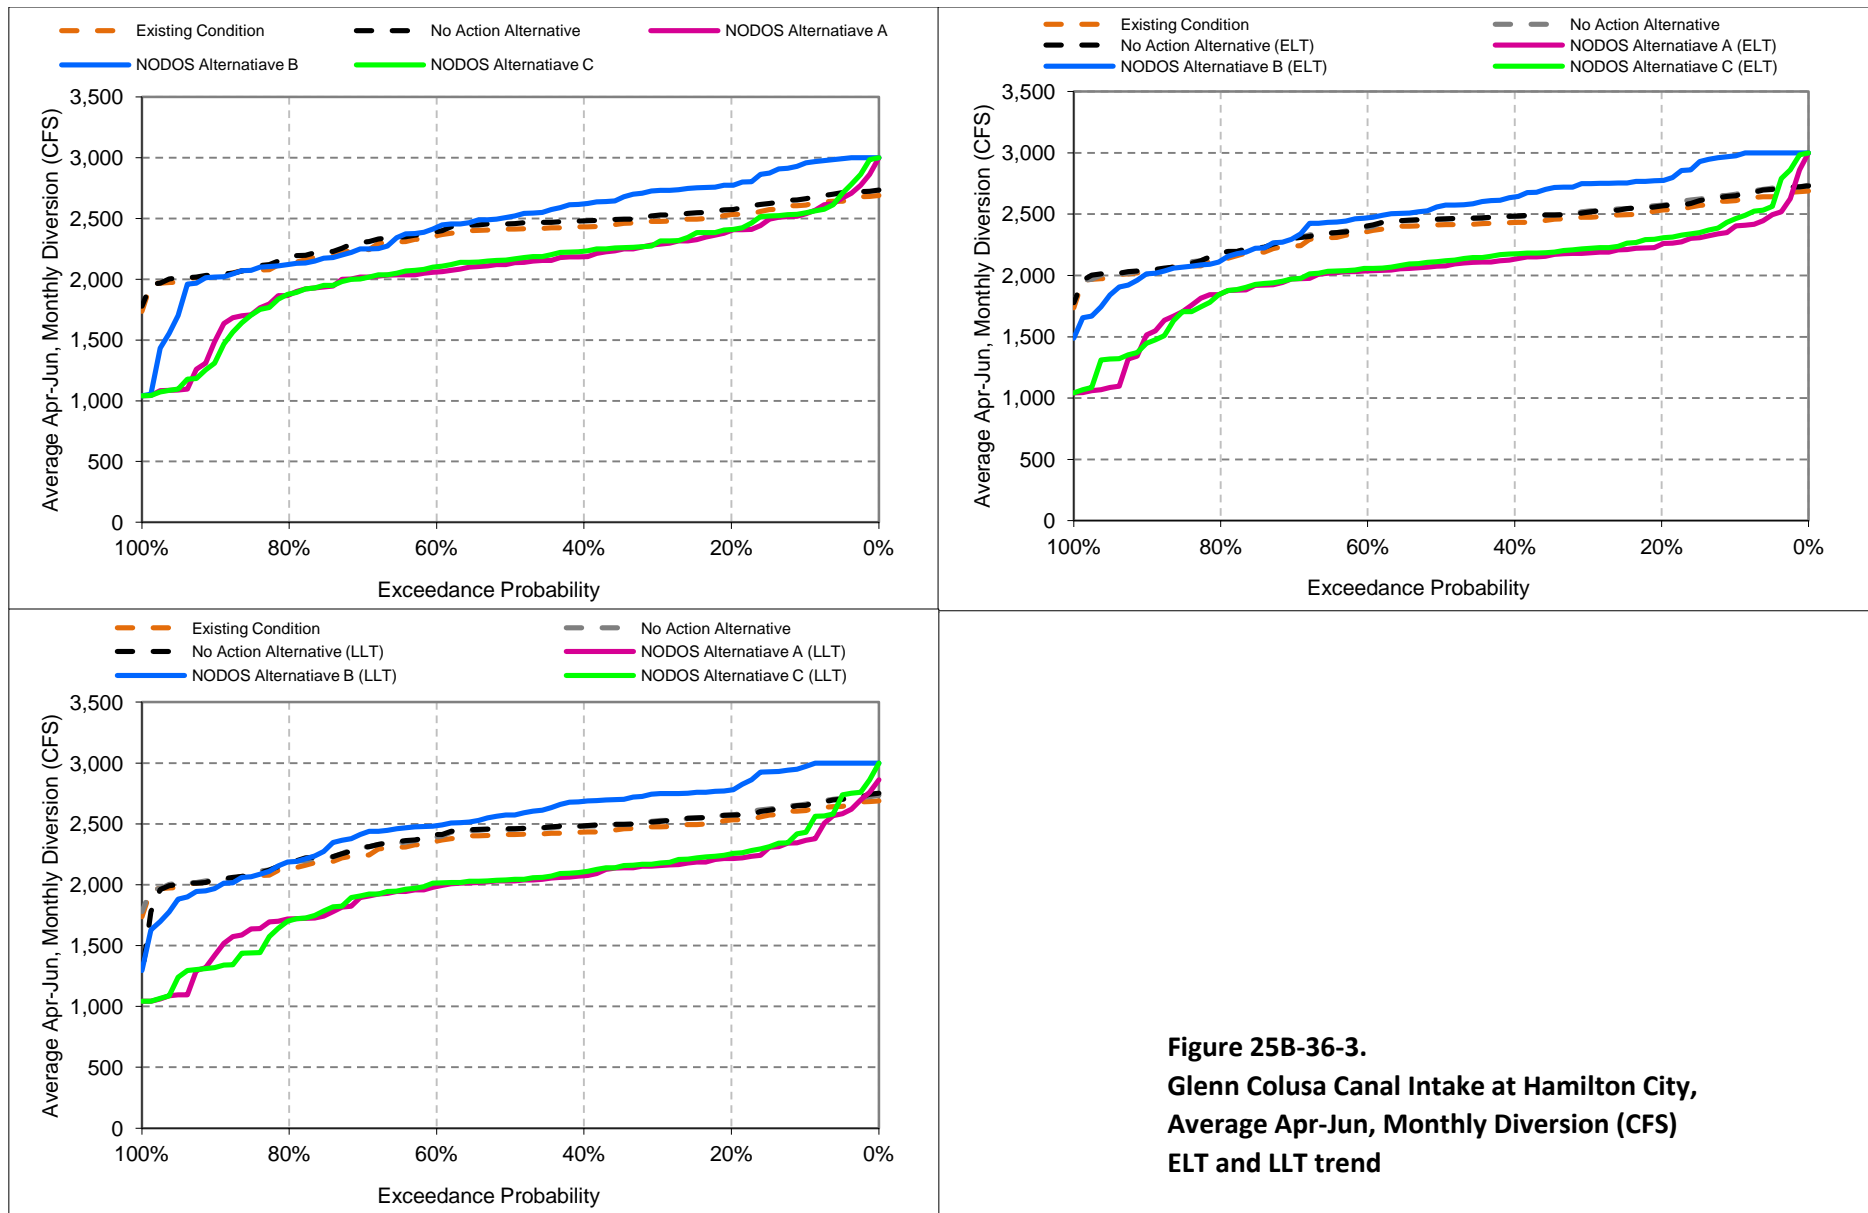 Existing Condition
No Action Alternative
NODOS Alternatiave A
NODOS Alternatiave B
NODOS Alternatiave C
Average Apr-Jun, Monthly Diversion (CFS)
3,500
3,000
2,500
2,000
1,500
1,000
500
0
100% 80% 60% 40% 20% 0%
Exceedance Probability
Existing Condition
No Action Alternative
No Action Alternative (ELT)
NODOS Alternatiave A (ELT)
NODOS Alternatiave B (ELT)
NODOS Alternatiave C (ELT)
Average Apr-Jun, Monthly Diversion (CFS)
3,500
3,000
2,500
2,000
1,500
1,000
500
0
100% 80% 60% 40% 20% 0%
Exceedance Probability
Existing Condition
No Action Alternative
No Action Alternative (LLT)
NODOS Alternatiave A (LLT)
NODOS Alternatiave B (LLT)
NODOS Alternatiave C (LLT)
Average Apr-Jun, Monthly Diversion (CFS)
3,500
3,000
2,500
2,000
1,500
1,000
500
0
100% 80% 60% 40% 20% 0%
Exceedance Probability
Figure 25B-36-3.
Glenn Colusa Canal Intake at Hamilton City,
Average Apr-Jun, Monthly Diversion (CFS)
ELT and LLT trend